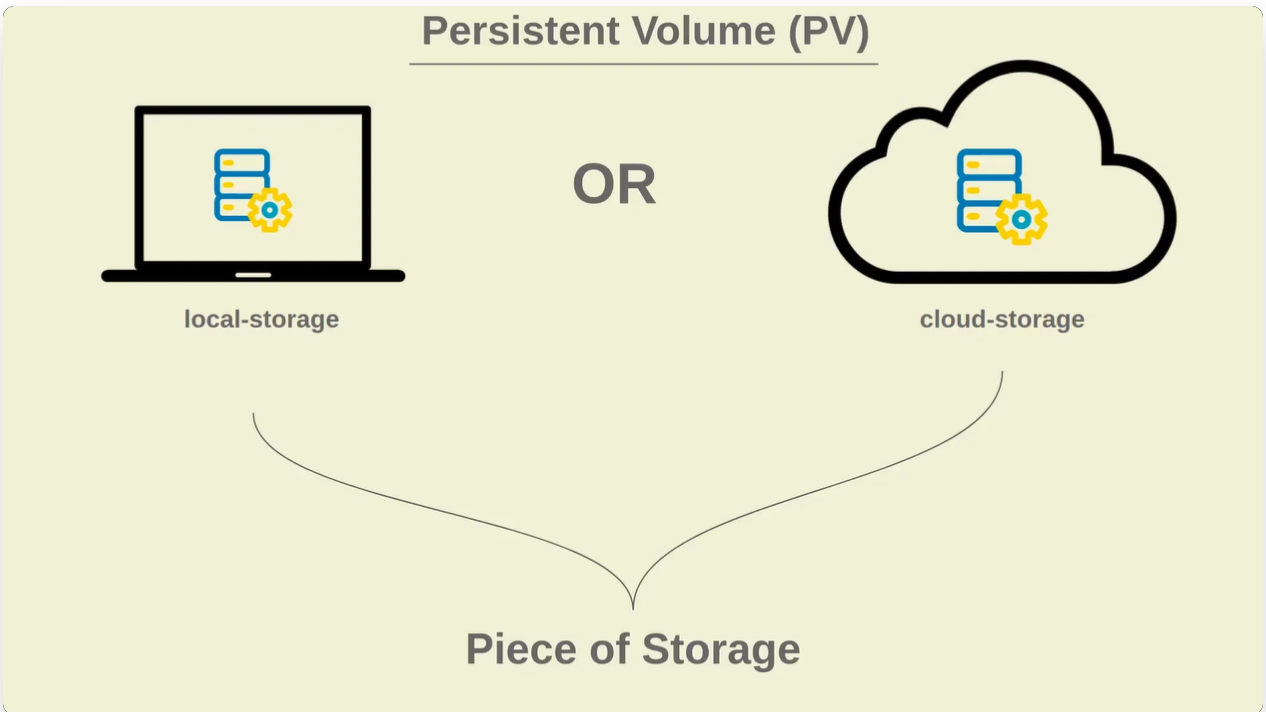 Persistent Volume (PV)
OR
local-storage
cloud-storage
Piece of Storage